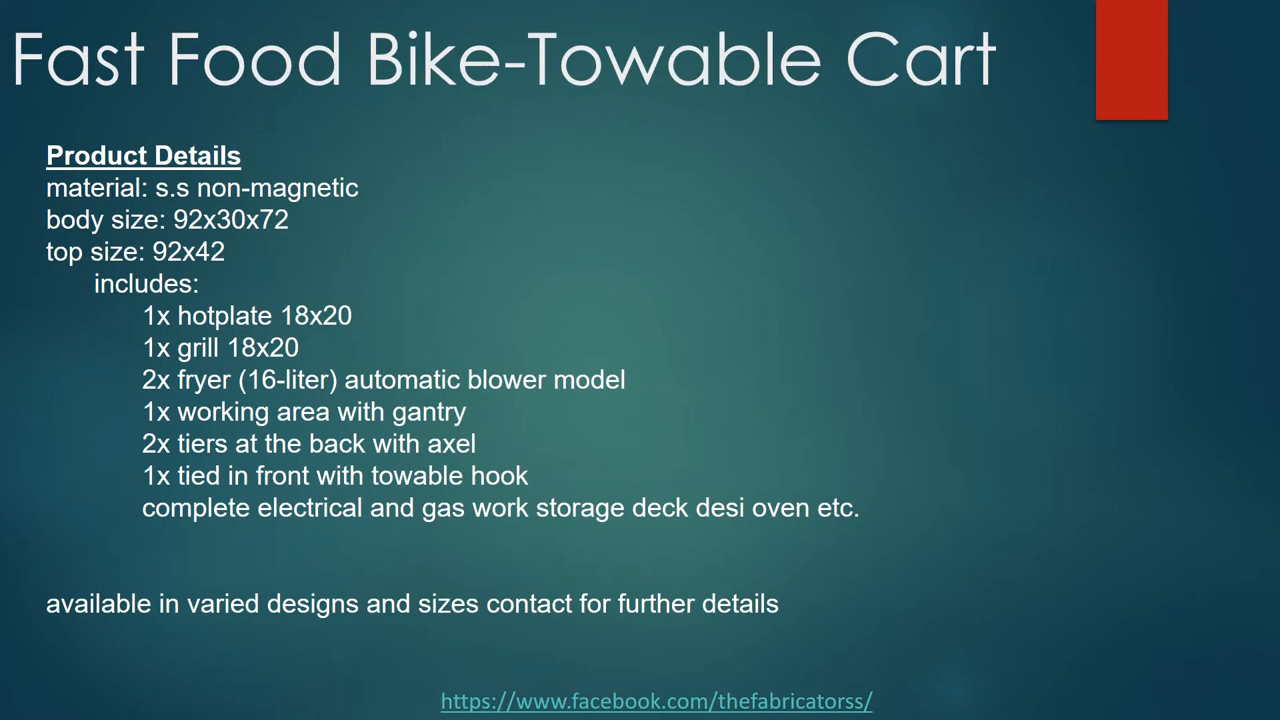 Fast Food Bike-Towable Cart
Product Details
material: s.s non-magnetic
body size: 92x30x72
top size: 92x42
includes:
1x hotplate 18x20
1x grill 18x20
2x fryer (16-liter) automatic blower model
1x working area with gantry
2x tiers at the back with axel
1x tied in front with towable hook
complete electrical and gas work storage deck desi oven etc.
available in varied designs and sizes contact for further details
https://www.facebook.com/thefabricatorss/